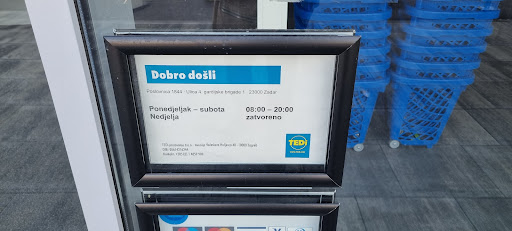 Dobro došli
Poslovnica 1846 - Ulica 4. gardijske brigade 1 23000 Zadar
Ponedjeljak – subota 08:00 – 20:00
Nedjelja zatvoreno
TEDi